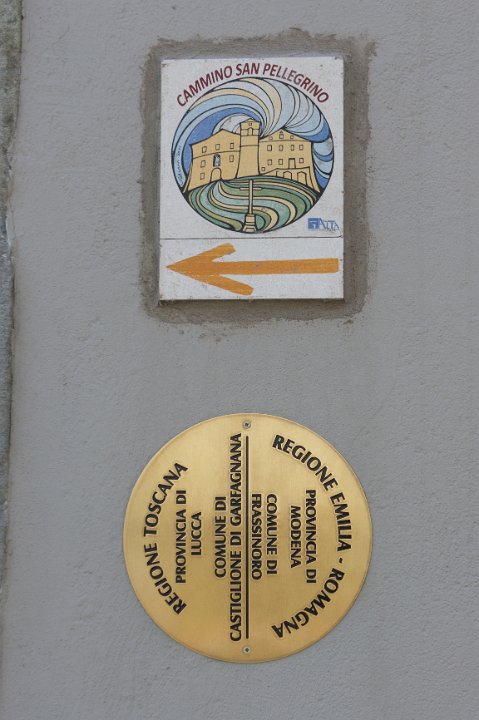 CAMMINO SAN PELLEGRINO
ALTA
REGIONE TOSCANA
PROVINCIA DI
LUCCA
COMUNE DI
CASTIGLIONE DI GARFAGNANA
REGIONE EMILIA - ROMAGNA
PROVINCIA DI
MODENA
COMUNE DI
FRASSINORO